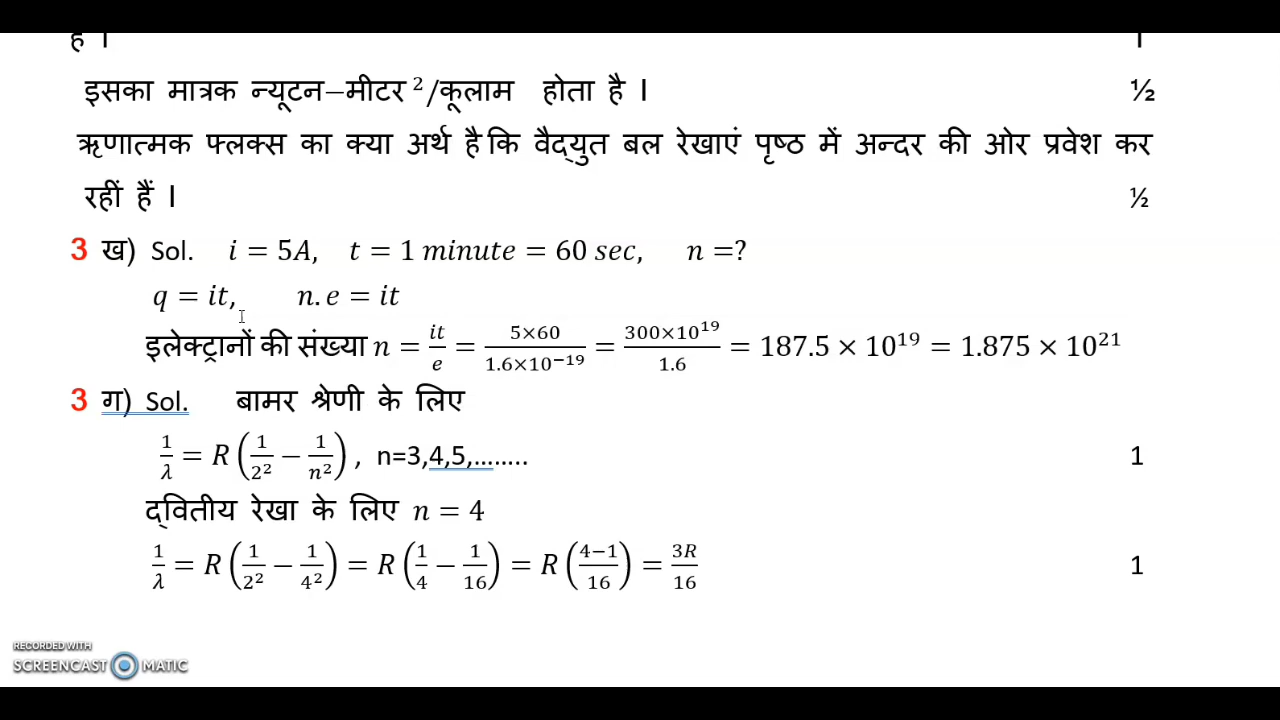 है ।	1
इसका मात्रक न्यूटन–मीटर ²/कूलाम होता है ।	½
ऋणात्मक फ्लक्स का क्या अर्थ है कि वैद्युत बल रेखाएं पृष्ठ में अन्दर की ओर प्रवेश कर
रहीं हैं ।	½
3 ख) Sol. i = 5A, t = 1 minute = 60 sec, n =?
q = it, n. e = it
इलेक्ट्रानों की संख्या n = it/e = (5×60)/(1.6×10⁻¹⁹) = (300×10¹⁹)/1.6 = 187.5 × 10¹⁹ = 1.875 × 10²¹
3 ग) Sol. बामर श्रेणी के लिए
1/λ = R(1/2² − 1/n²), n=3,4,5,........	1
द्वितीय रेखा के लिए n = 4
1/λ = R(1/2² − 1/4²) = R(1/4 − 1/16) = R((4−1)/16) = 3R/16	1
RECORDED WITH
SCREENCAST MATIC